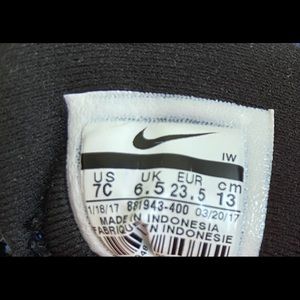 IW
US UK EUR cm
7C 6.5 23.5 13
11/18/17 881943-400 03/20/17
MADE IN INDONESIA
FABRIQUÉ EN INDONESIE